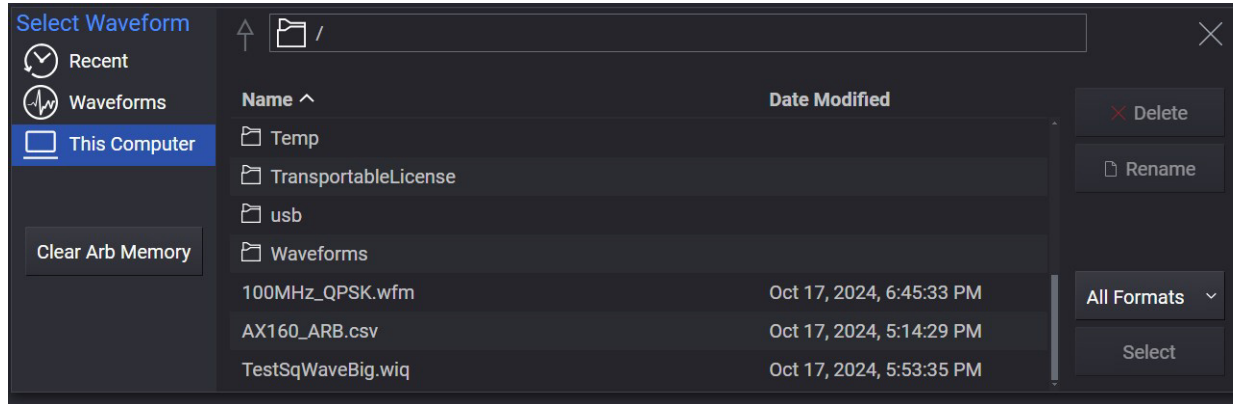 Select Waveform
/
Recent
Waveforms
This Computer
Clear Arb Memory
Name Date Modified
Temp
TransportableLicense
usb
Waveforms
100MHz_QPSK.wfm Oct 17, 2024, 6:45:33 PM
AX160_ARB.csv Oct 17, 2024, 5:14:29 PM
TestSqWaveBig.wiq Oct 17, 2024, 5:53:35 PM
Delete
Rename
All Formats
Select